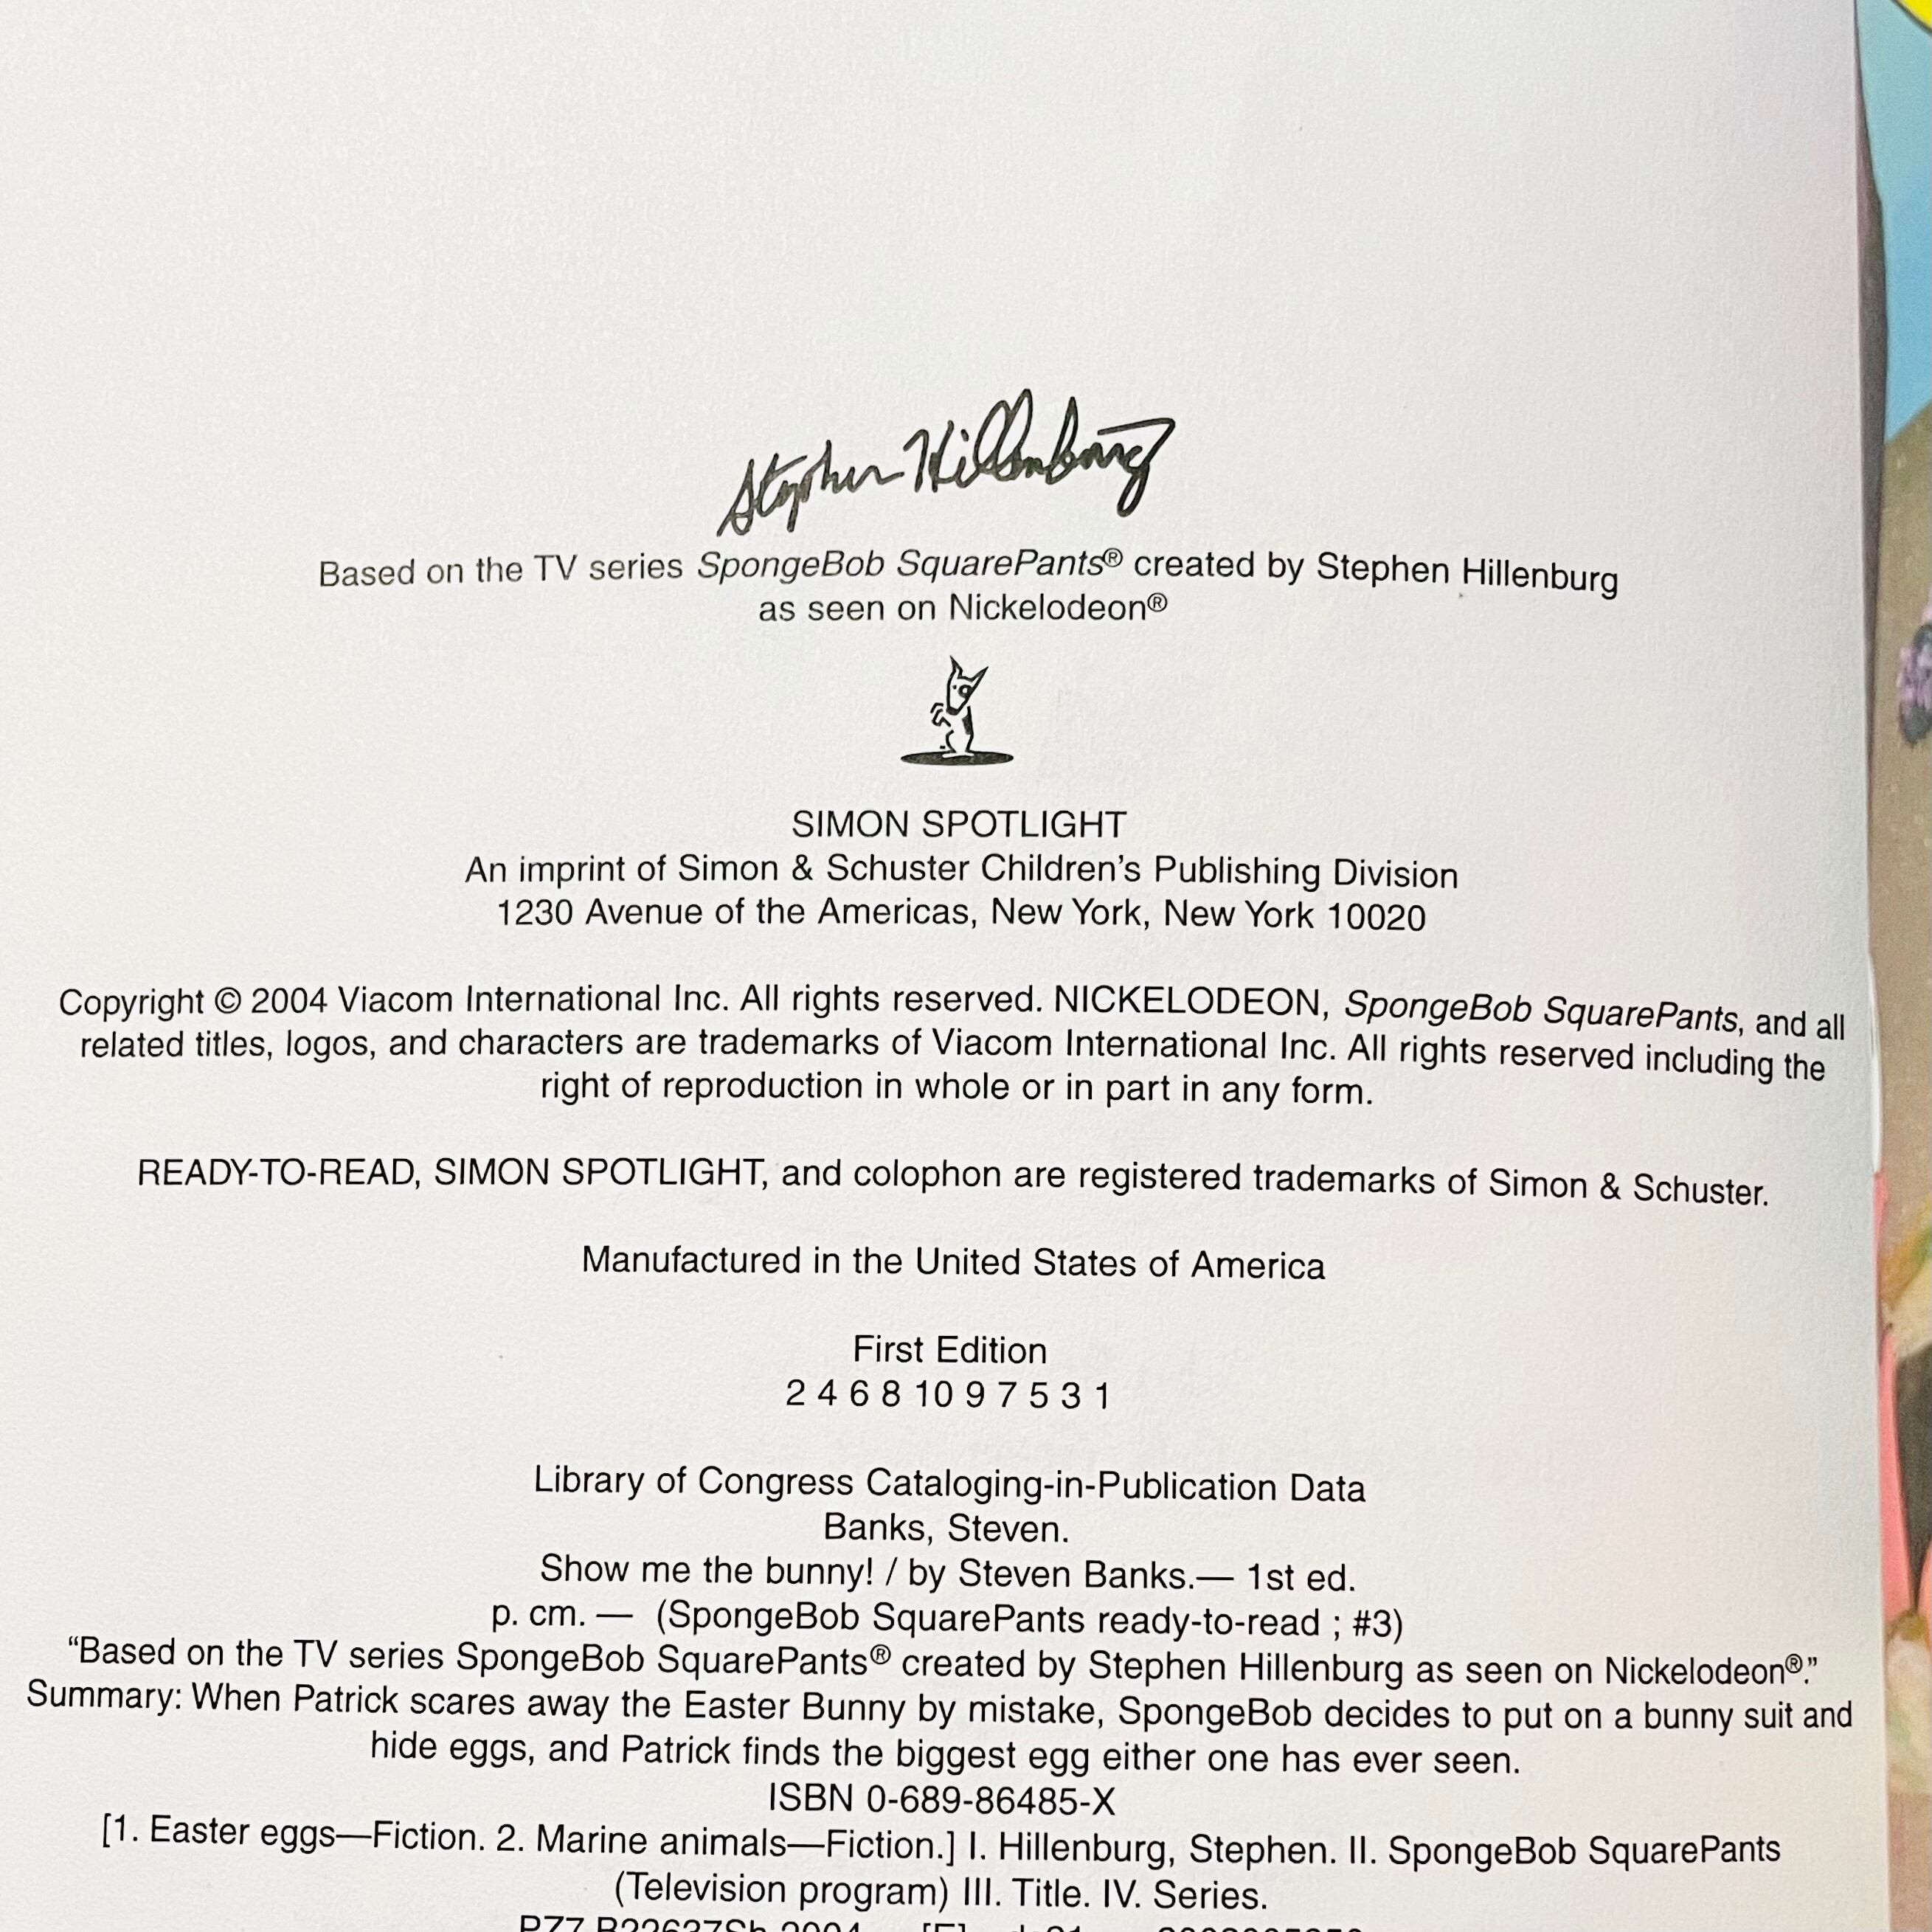 Stephen Hillenburg
Based on the TV series SpongeBob SquarePants® created by Stephen Hillenburg
as seen on Nickelodeon®
SIMON SPOTLIGHT
An imprint of Simon & Schuster Children’s Publishing Division
1230 Avenue of the Americas, New York, New York 10020
Copyright © 2004 Viacom International Inc. All rights reserved. NICKELODEON, SpongeBob SquarePants, and all
related titles, logos, and characters are trademarks of Viacom International Inc. All rights reserved including the
right of reproduction in whole or in part in any form.
READY-TO-READ, SIMON SPOTLIGHT, and colophon are registered trademarks of Simon & Schuster.
Manufactured in the United States of America
First Edition
2 4 6 8 10 9 7 5 3 1
Library of Congress Cataloging-in-Publication Data
Banks, Steven.
Show me the bunny! / by Steven Banks.— 1st ed.
p. cm. — (SpongeBob SquarePants ready-to-read ; #3)
“Based on the TV series SpongeBob SquarePants® created by Stephen Hillenburg as seen on Nickelodeon®.”
Summary: When Patrick scares away the Easter Bunny by mistake, SpongeBob decides to put on a bunny suit and
hide eggs, and Patrick finds the biggest egg either one has ever seen.
ISBN 0-689-86485-X
[1. Easter eggs—Fiction. 2. Marine animals—Fiction.] I. Hillenburg, Stephen. II. SpongeBob SquarePants
(Television program) III. Title. IV. Series.